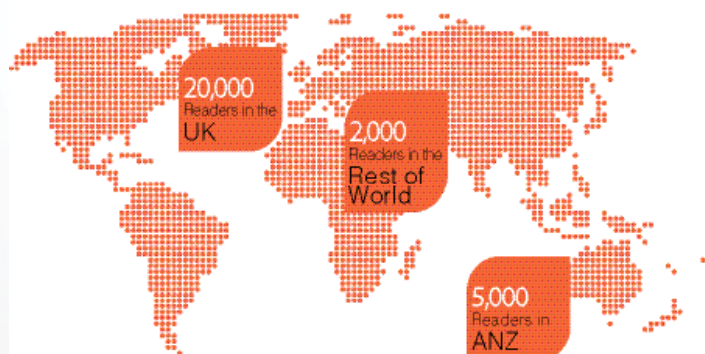 20,000
Readers in the
UK
2,000
Readers in the
Rest of
World
5,000
Readers in
ANZ